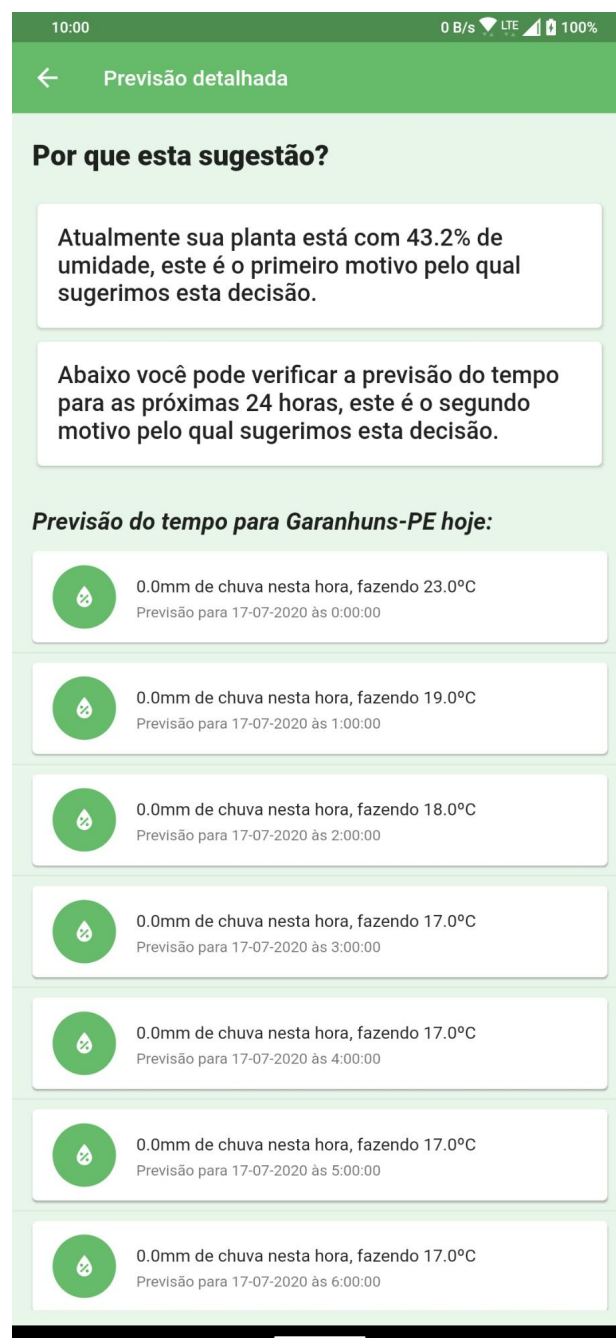 10:00
0 B/s LTE 100%
Previsão detalhada
Por que esta sugestão?
Atualmente sua planta está com 43.2% de
umidade, este é o primeiro motivo pelo qual
sugerimos esta decisão.
Abaixo você pode verificar a previsão do tempo
para as próximas 24 horas, este é o segundo
motivo pelo qual sugerimos esta decisão.
Previsão do tempo para Garanhuns-PE hoje:
0.0mm de chuva nesta hora, fazendo 23.0ºC
Previsão para 17-07-2020 às 0:00:00
0.0mm de chuva nesta hora, fazendo 19.0ºC
Previsão para 17-07-2020 às 1:00:00
0.0mm de chuva nesta hora, fazendo 18.0ºC
Previsão para 17-07-2020 às 2:00:00
0.0mm de chuva nesta hora, fazendo 17.0ºC
Previsão para 17-07-2020 às 3:00:00
0.0mm de chuva nesta hora, fazendo 17.0ºC
Previsão para 17-07-2020 às 4:00:00
0.0mm de chuva nesta hora, fazendo 17.0ºC
Previsão para 17-07-2020 às 5:00:00
0.0mm de chuva nesta hora, fazendo 17.0ºC
Previsão para 17-07-2020 às 6:00:00